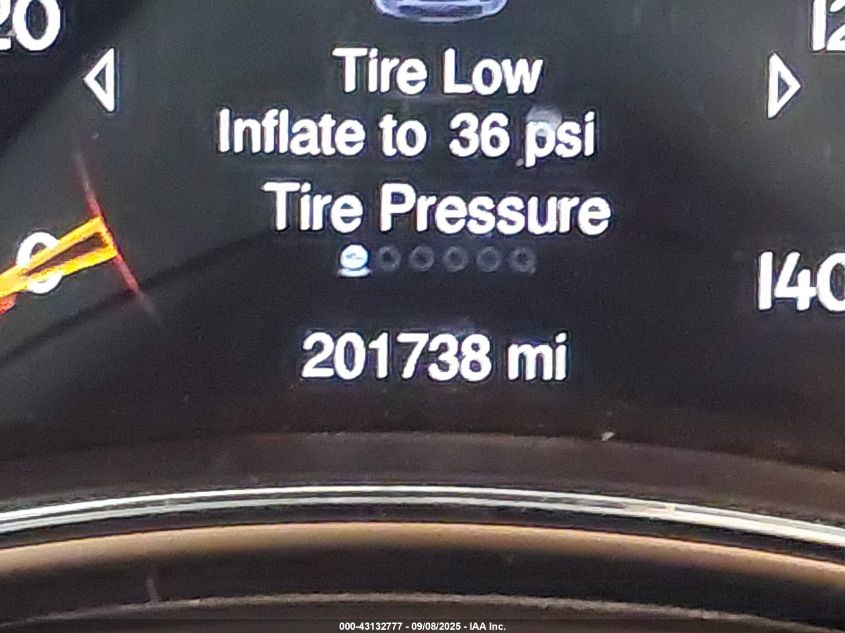 20
12
Tire Low
Inflate to 36 psi
Tire Pressure
0
140
201738 mi
000-43132777 - 09/08/2025 - IAA Inc.